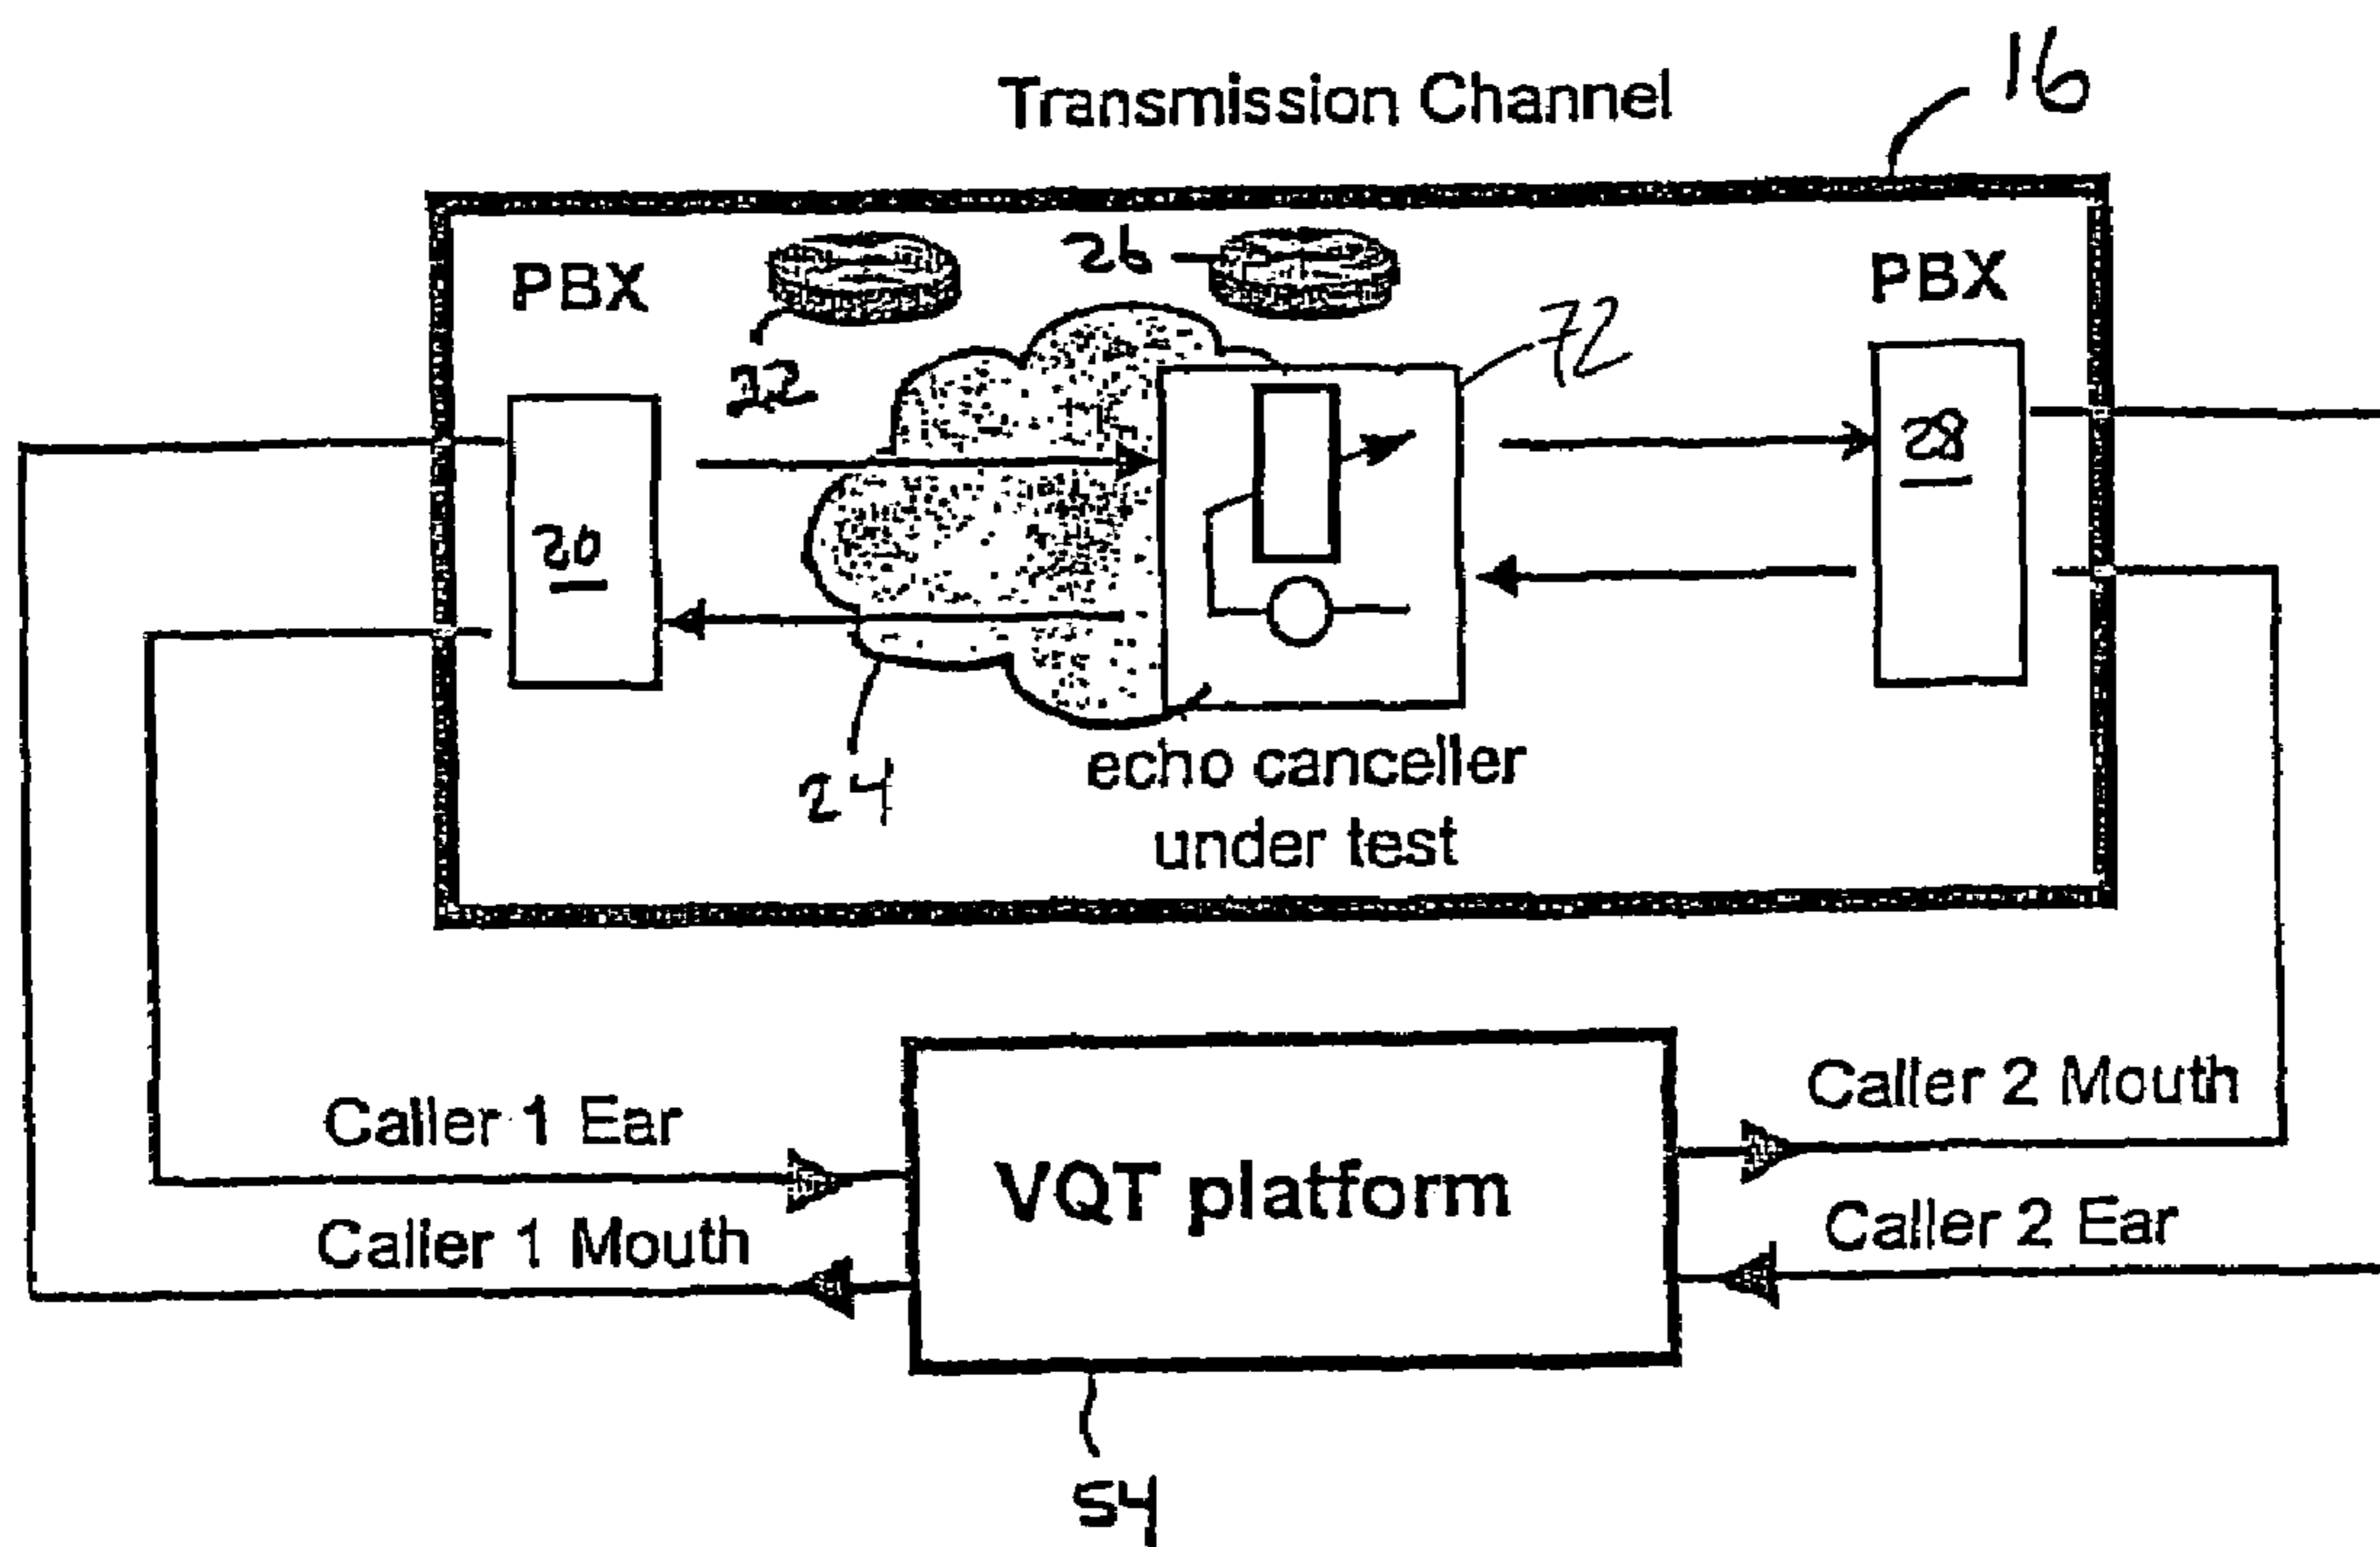 Transmission Channel
16
PBX
26
PBX
72
22
28
20
24
echo canceller
under test
Caller 1 Ear
Caller 2 Mouth
VQT platform
Caller 1 Mouth
Caller 2 Ear
54